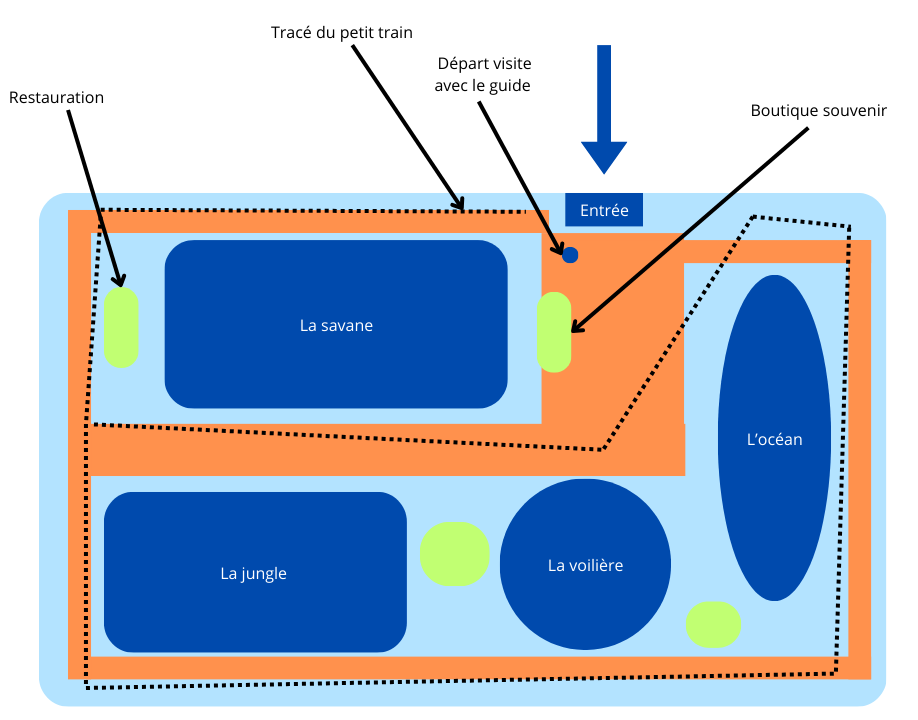 Tracé du petit train
Départ visite
avec le guide
Restauration
Boutique souvenir
Entrée
La savane
L’océan
La jungle
La voilière